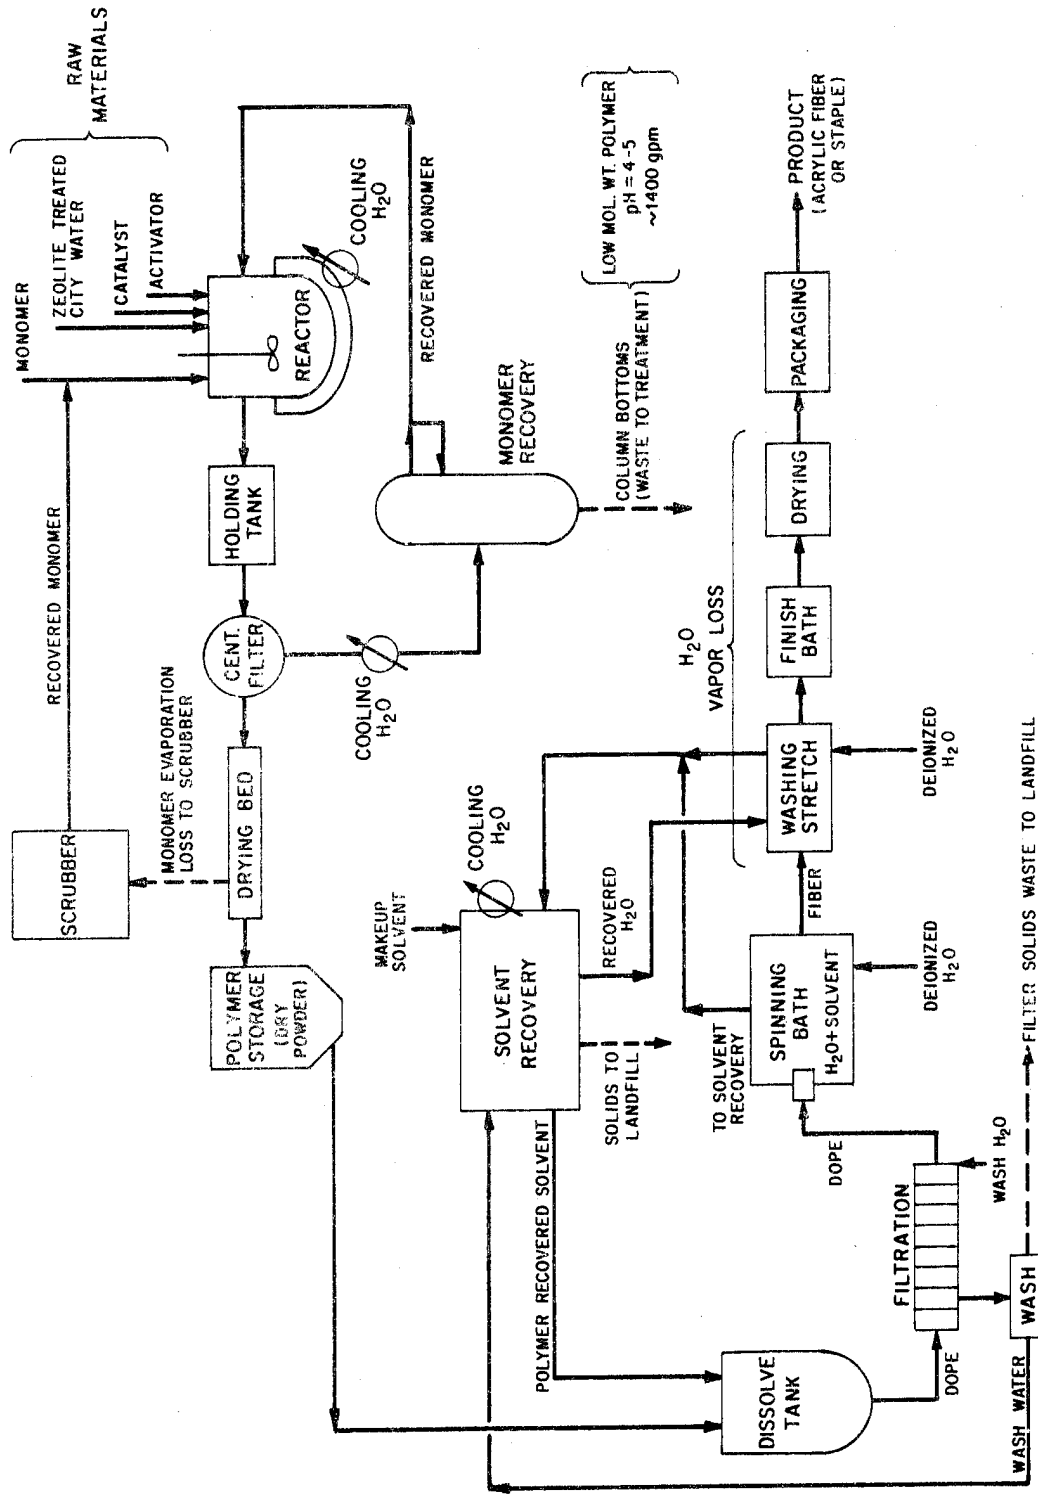 RAW
MATERIALS
MONOMER
ZEOLITE TREATED
CITY WATER
CATALYST
ACTIVATOR
REACTOR
COOLING
H2O
RECOVERED MONOMER
RECOVERED MONOMER
HOLDING
TANK
CENT.
FILTER
COOLING
H2O
MONOMER
RECOVERY
COLUMN BOTTOMS
(WASTE TO TREATMENT)
LOW MOL. WT. POLYMER
pH = 4-5
~1400 gpm
SCRUBBER
MONOMER EVAPORATION
LOSS TO SCRUBBER
DRYING BED
POLYMER
STORAGE
(DRY
POWDER)
MAKEUP
SOLVENT
COOLING
H2O
SOLVENT
RECOVERY
RECOVERED
H2O
SOLIDS TO
LANDFILL
POLYMER RECOVERED SOLVENT
TO SOLVENT
RECOVERY
DISSOLVE
TANK
DOPE
FILTRATION
WASH H2O
DOPE
SPINNING
BATH
H2O+SOLVENT
DEIONIZED
H2O
FIBER
WASHING
STRETCH
DEIONIZED
H2O
H2O
VAPOR LOSS
FINISH
BATH
DRYING
PACKAGING
PRODUCT
(ACRYLIC FIBER
OR STAPLE)
WASH WATER
WASH
FILTER SOLIDS WASTE TO LANDFILL